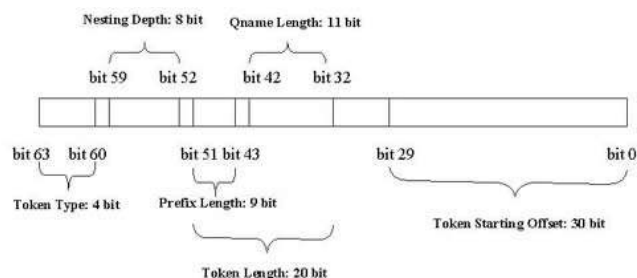 Nesting Depth: 8 bit
Qname Length: 11 bit
bit 59
bit 52
bit 42
bit 32
bit 63
bit 60
bit 51
bit 43
bit 29
bit 0
Token Type: 4 bit
Prefix Length: 9 bit
Token Starting Offset: 30 bit
Token Length: 20 bit